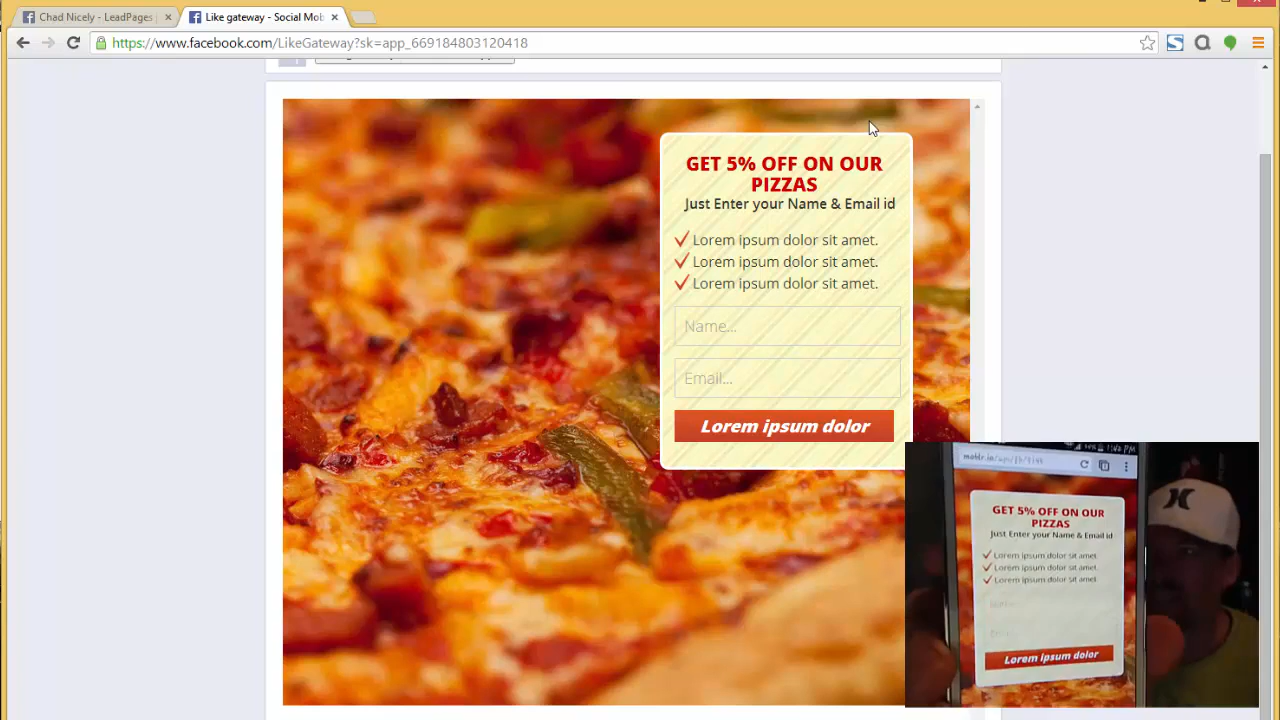 Chad Nicely - LeadPages |
Like gateway - Social Mob
https://www.facebook.com/LikeGateway?sk=app_669184803120418
GET 5% OFF ON OUR
PIZZAS
Just Enter your Name & Email id
Lorem ipsum dolor sit amet.
Lorem ipsum dolor sit amet.
Lorem ipsum dolor sit amet.
Name...
Email...
Lorem ipsum dolor
GET 5% OFF ON OUR
PIZZAS
Just Enter your Name & Email id
Lorem ipsum dolor sit amet.
Lorem ipsum dolor sit amet.
Lorem ipsum dolor sit amet
Lorem ipsum dolor